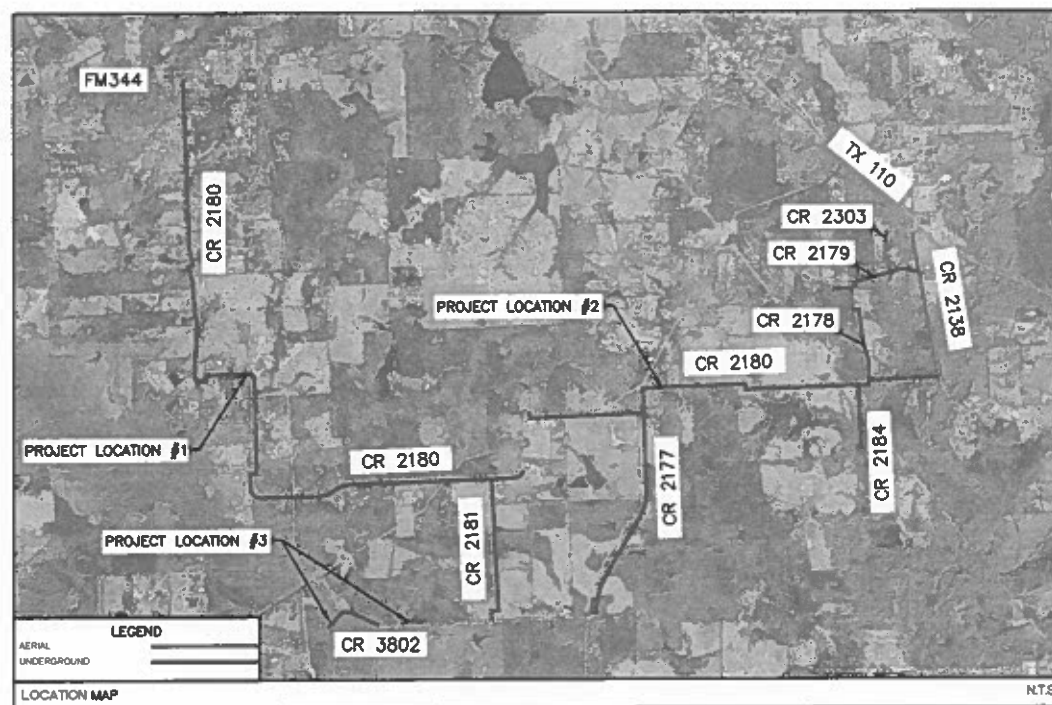 FM344
CR 2180
TX 110
CR 2303
CR 2179
CR 2138
PROJECT LOCATION #2
CR 2178
CR 2180
PROJECT LOCATION #1
CR 2180
CR 2177
CR 2184
CR 2181
PROJECT LOCATION #3
CR 3802
LEGEND
AERIAL
UNDERGROUND
LOCATION MAP
N.T.S